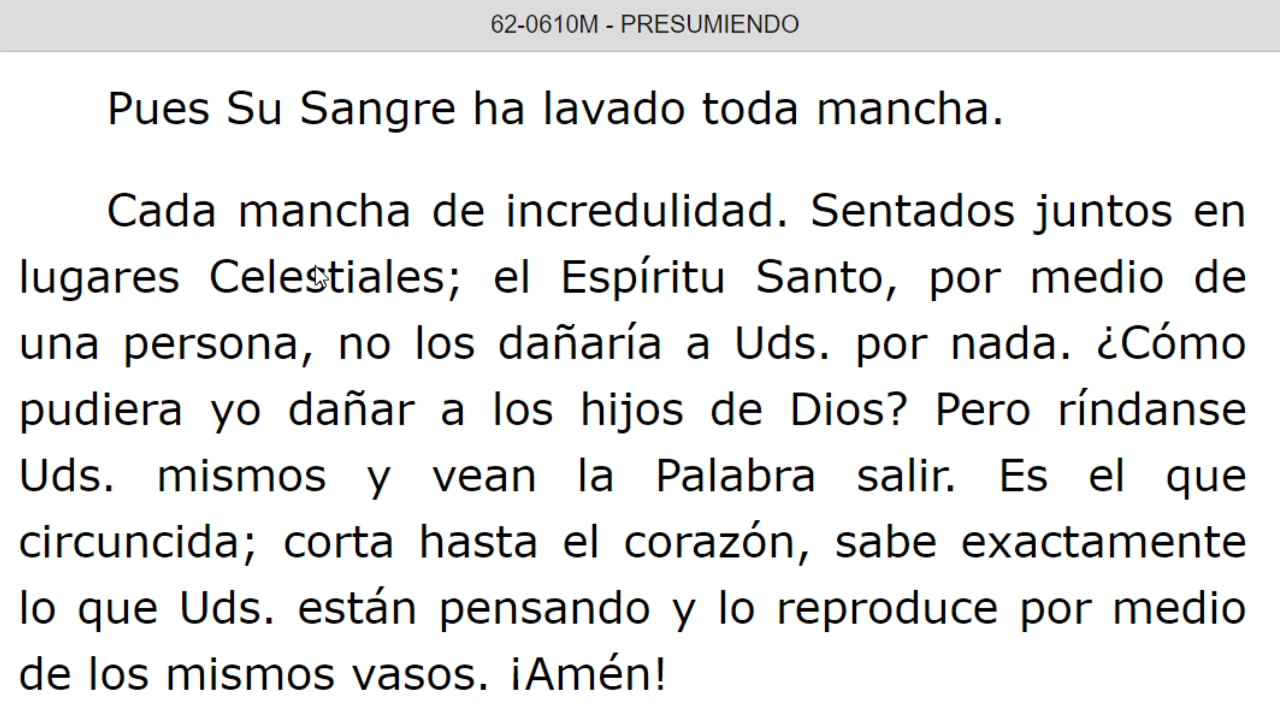 62-0610M - PRESUMIENDO
Pues Su Sangre ha lavado toda mancha.
Cada mancha de incredulidad. Sentados juntos en
lugares Celestiales; el Espíritu Santo, por medio de
una persona, no los dañaría a Uds. por nada. ¿Cómo
pudiera yo dañar a los hijos de Dios? Pero ríndanse
Uds. mismos y vean la Palabra salir. Es el que
circuncida; corta hasta el corazón, sabe exactamente
lo que Uds. están pensando y lo reproduce por medio
de los mismos vasos. ¡Amén!